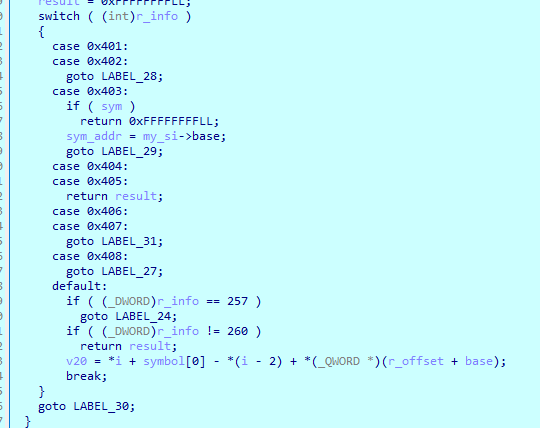 result = 0xFFFFFFFFLL;
switch ( (int)r_info )
{
case 0x401:
case 0x402:
goto LABEL_28;
case 0x403:
if ( sym )
return 0xFFFFFFFFLL;
sym_addr = my_si->base;
goto LABEL_29;
case 0x404:
case 0x405:
return result;
case 0x406:
case 0x407:
goto LABEL_31;
case 0x408:
goto LABEL_27;
default:
if ( (_DWORD)r_info == 257 )
goto LABEL_24;
if ( (_DWORD)r_info != 260 )
return result;
v20 = *i + symbol[0] - *(i - 2) + *(_QWORD *)(r_offset + base);
break;
}
goto LABEL_30;
}